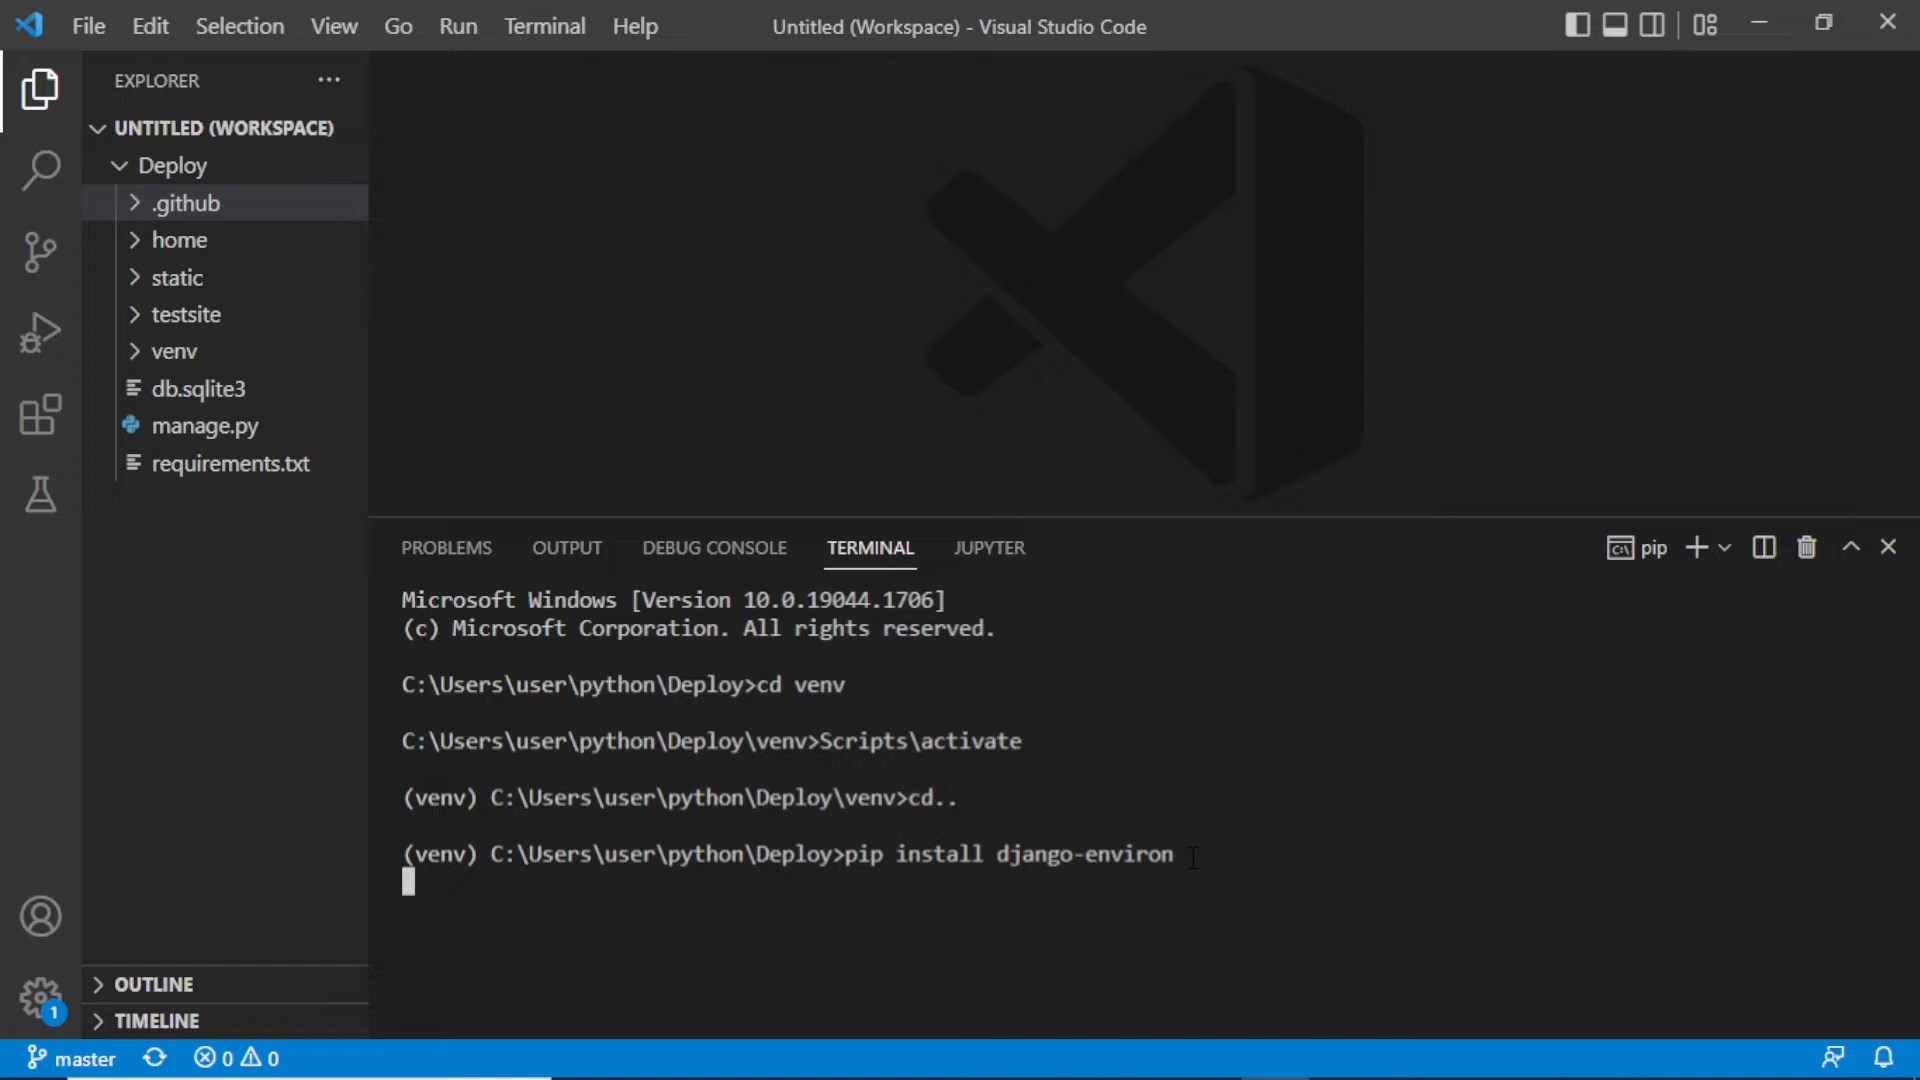 File Edit Selection View Go Run Terminal Help Untitled (Workspace) - Visual Studio Code
EXPLORER
UNTITLED (WORKSPACE)
Deploy
.github
home
static
testsite
venv
db.sqlite3
manage.py
requirements.txt
PROBLEMS OUTPUT DEBUG CONSOLE TERMINAL JUPYTER pip
Microsoft Windows [Version 10.0.19044.1706]
(c) Microsoft Corporation. All rights reserved.
C:\Users\user\python\Deploy>cd venv
C:\Users\user\python\Deploy\venv>Scripts\activate
(venv) C:\Users\user\python\Deploy\venv>cd..
(venv) C:\Users\user\python\Deploy>pip install django-environ
OUTLINE
1
TIMELINE
master 0 0